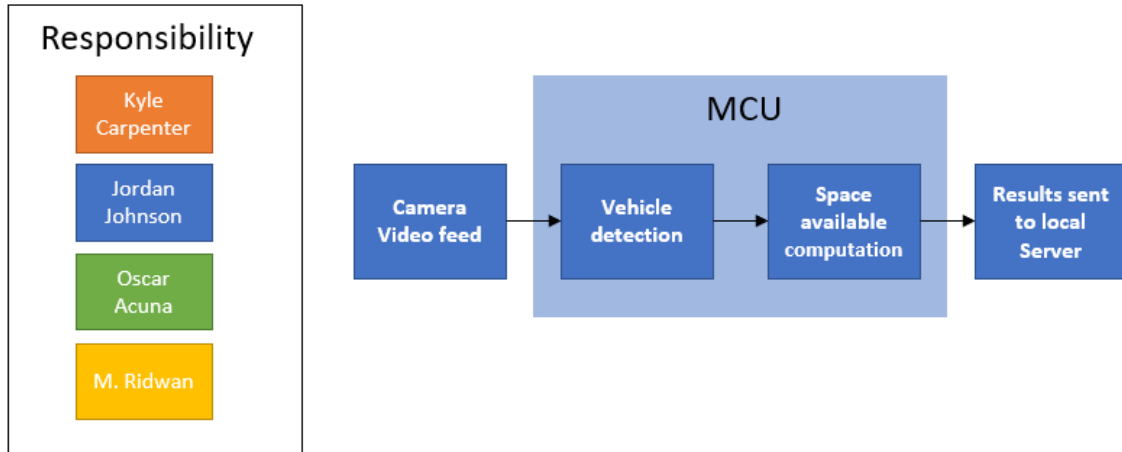 Responsibility
Kyle
Carpenter
Jordan
Johnson
Oscar
Acuna
M. Ridwan
MCU
Camera
Video feed
Vehicle
detection
Space
available
computation
Results sent
to local
Server